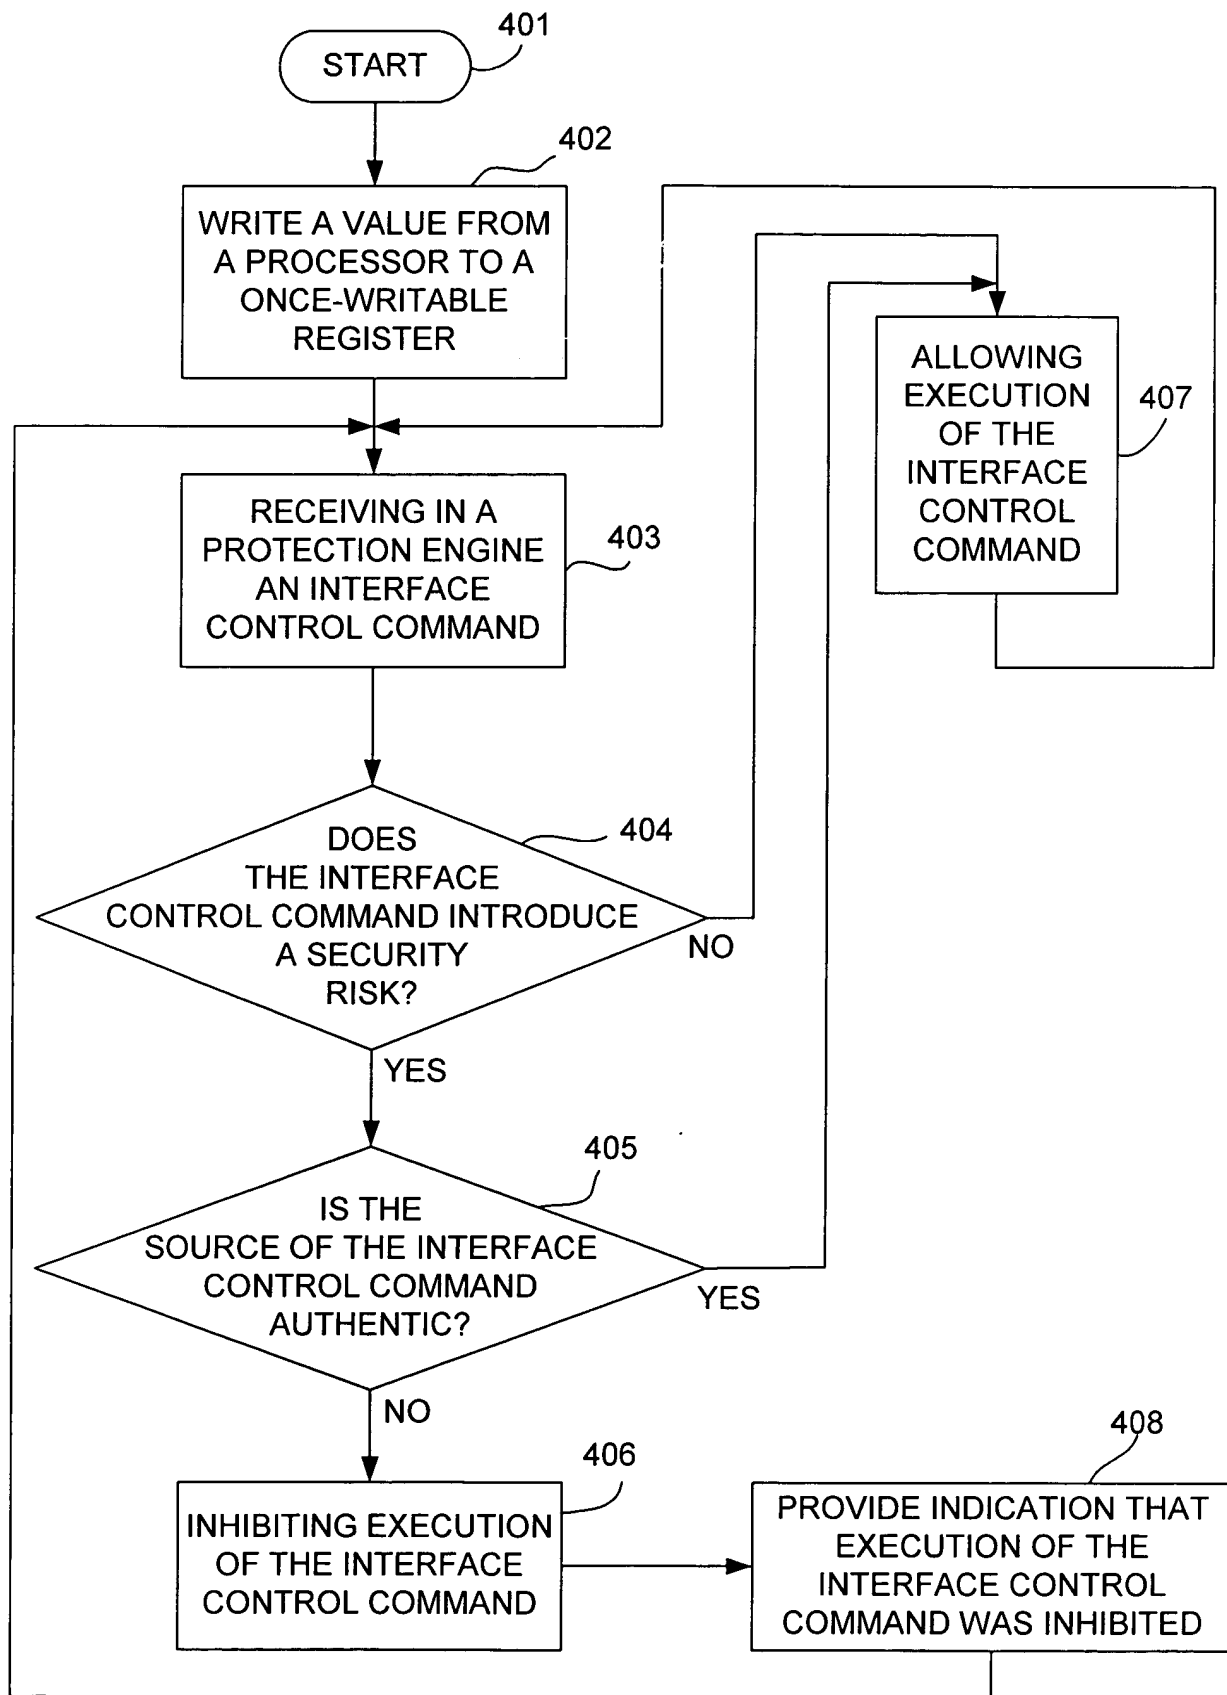 START
401
402
WRITE A VALUE FROM
A PROCESSOR TO A
ONCE-WRITABLE
REGISTER
ALLOWING
EXECUTION
OF THE
INTERFACE
CONTROL
COMMAND
407
RECEIVING IN A
PROTECTION ENGINE
AN INTERFACE
CONTROL COMMAND
403
DOES
THE INTERFACE
CONTROL COMMAND INTRODUCE
A SECURITY
RISK?
404
NO
YES
405
IS THE
SOURCE OF THE INTERFACE
CONTROL COMMAND
AUTHENTIC?
YES
NO
406
INHIBITING EXECUTION
OF THE INTERFACE
CONTROL COMMAND
408
PROVIDE INDICATION THAT
EXECUTION OF THE
INTERFACE CONTROL
COMMAND WAS INHIBITED